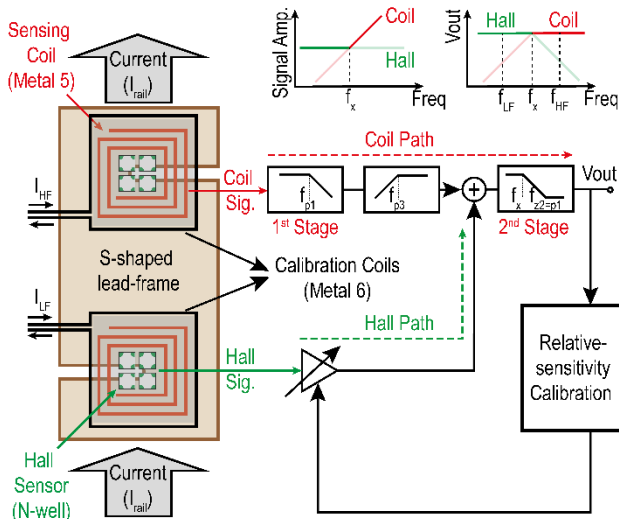 Sensing
Coil
(Metal 5)
Current
(I_rail)
Signal Amp.
Coil
Hall
f_x
Freq
Vout
Hall
Coil
f_LF
f_x
f_HF
Freq
Coil Path
I_HF
Coil
Sig.
f_p1
1st Stage
f_p3
+
f_x f_z2=p1
2nd Stage
Vout
S-shaped
lead-frame
Calibration Coils
(Metal 6)
I_LF
Hall Path
Hall
Sig.
Relative-
sensitivity
Calibration
Hall
Sensor
(N-well)
Current
(I_rail)